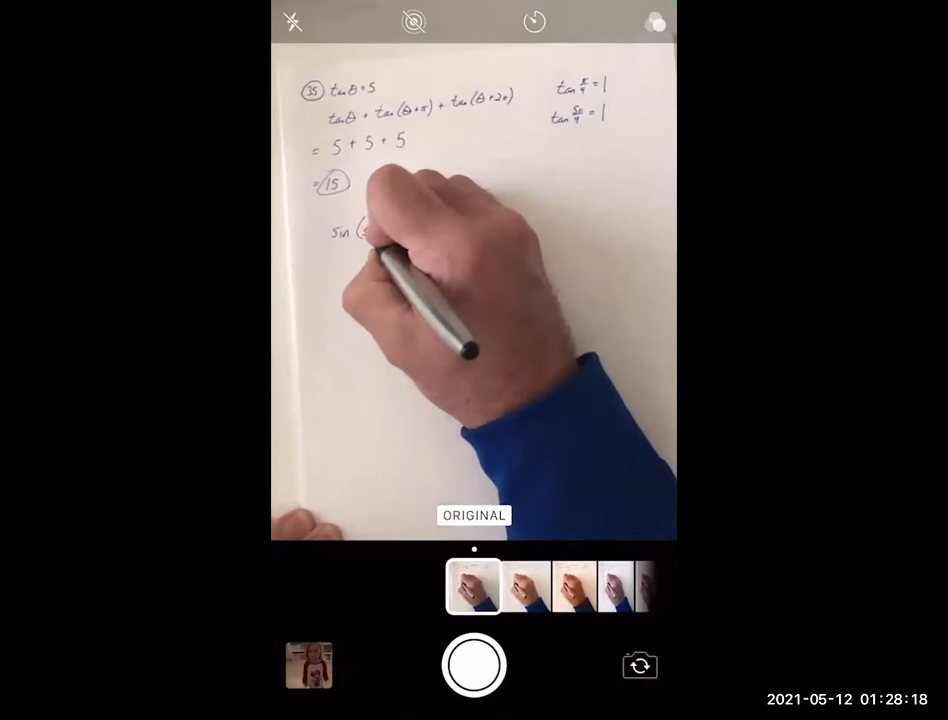 35 tan θ = 5
tan θ + tan (θ+π) + tan (θ+2π)
= 5 + 5 + 5
= 15
sin (
tan π/4 = 1
tan 5π/4 = 1
ORIGINAL
2021-05-12 01:28:18